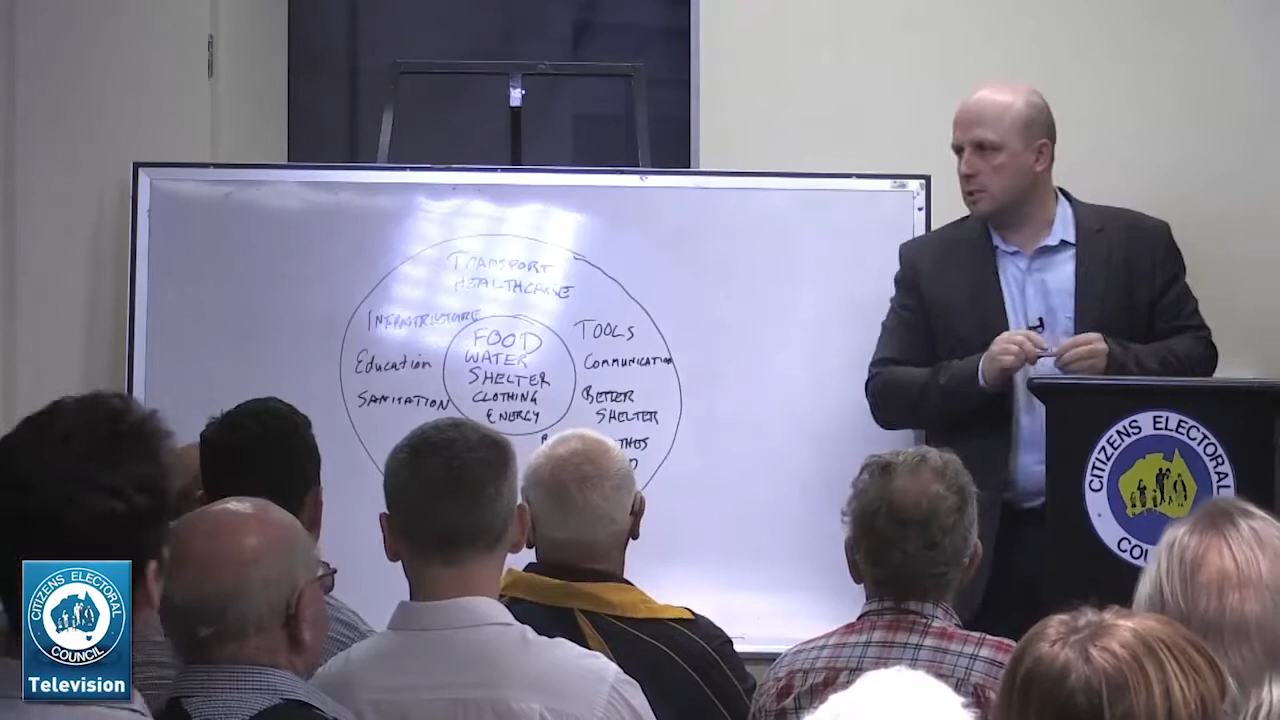 TRANSPORT
HEALTHCARE
INFRASTRUCTURE
Education
SANITATION
FOOD
WATER
SHELTER
CLOTHING
ENERGY
TOOLS
COMMUNICATION
BETTER
SHELTER
CITIZENS ELECTORAL
CITIZENS ELECTORAL
COUNCIL
Television